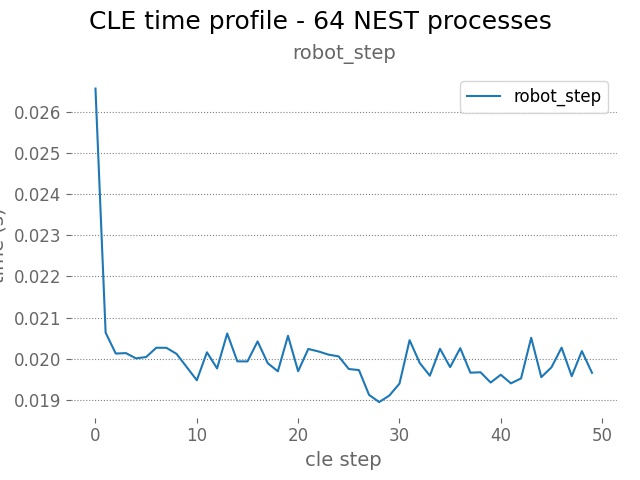 CLE time profile - 64 NEST processes
robot_step
robot_step
0.026
0.025
0.024
0.023
0.022
0.021
0.020
0.019
time (s)
0 10 20 30 40 50
cle step